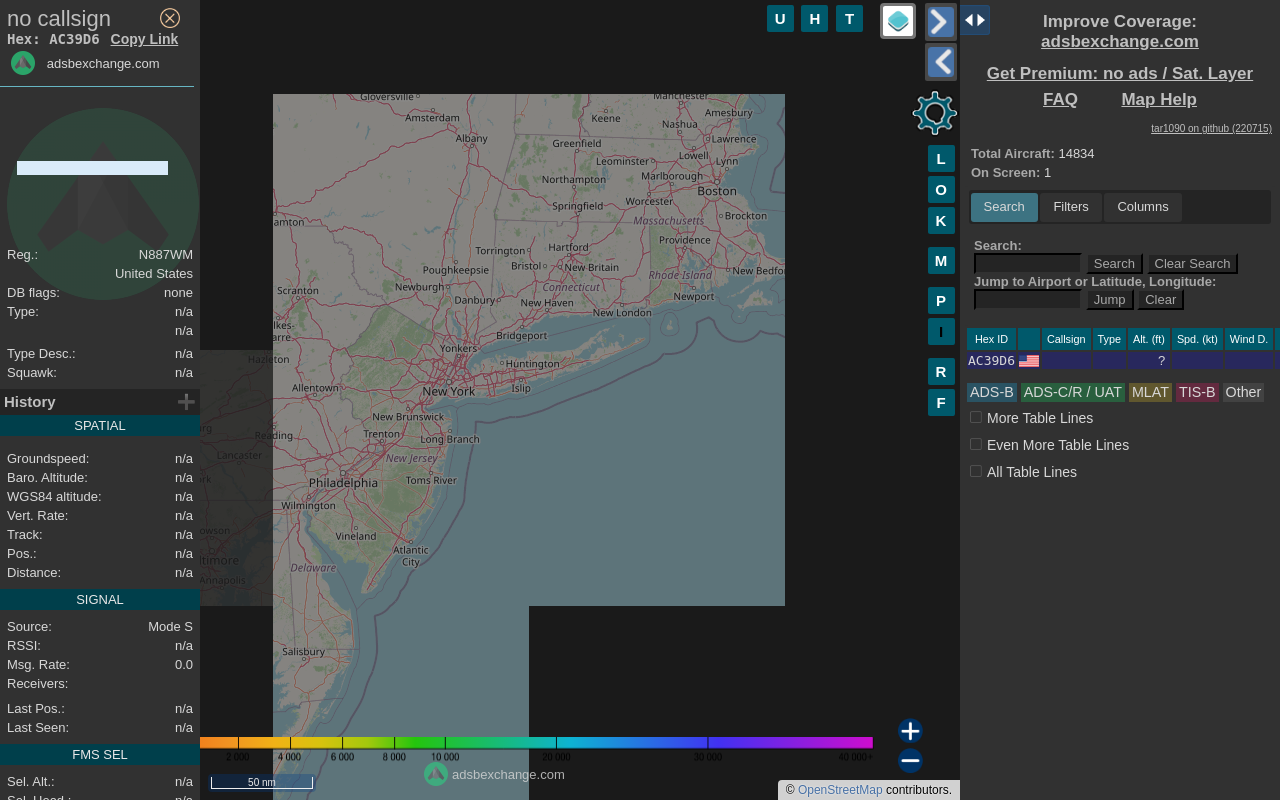 no callsign
Hex: AC39D6 Copy Link
adsbexchange.com
Reg.: N887WM
United States
DB flags: none
Type: n/a
n/a
Type Desc.: n/a
Squawk: n/a
History
SPATIAL
Groundspeed: n/a
Baro. Altitude: n/a
WGS84 altitude: n/a
Vert. Rate: n/a
Track: n/a
Pos.: n/a
Distance: n/a
SIGNAL
Source: Mode S
RSSI: n/a
Msg. Rate: 0.0
Receivers:
Last Pos.: n/a
Last Seen: n/a
FMS SEL
Sel. Alt.: n/a
Sel. Head.: n/a
U H T
L
O
K
M
P
I
R
F
Gloversville
Amsterdam
Albany
Manchester
Keene
Amesbury
Nashua
Greenfield
Lawrence
Lowell
Leominster
Lynn
Northampton
Marlborough
Boston
Worcester
Springfield
Massachusetts
Brockton
amton
Torrington
Hartford
Providence
Bristol
New Britain
Poughkeepsie
Rhode Island
New Bedfo
Scranton
Newburgh
Connecticut
Danbury
New Haven
Newport
New London
lkes-
arre
Bridgeport
Yonkers
Hazleton
Huntington
Allentown
New York
Islip
New Brunswick
Reading
Trenton
Long Branch
Lancaster
New Jersey
Philadelphia
Toms River
Wilmington
Vineland
Atlantic
City
Delaware
Annapolis
Salisbury
2 000 4 000 6 000 8 000 10 000 20 000 30 000 40 000+
50 nm
adsbexchange.com
© OpenStreetMap contributors.
Improve Coverage:
adsbexchange.com
Get Premium: no ads / Sat. Layer
FAQ Map Help
tar1090 on github (220715)
Total Aircraft: 14834
On Screen: 1
Search Filters Columns
Search:
Search Clear Search
Jump to Airport or Latitude, Longitude:
Jump Clear
Hex ID Callsign Type Alt. (ft) Spd. (kt) Wind D.
AC39D6 ?
ADS-B ADS-C/R / UAT MLAT TIS-B Other
More Table Lines
Even More Table Lines
All Table Lines